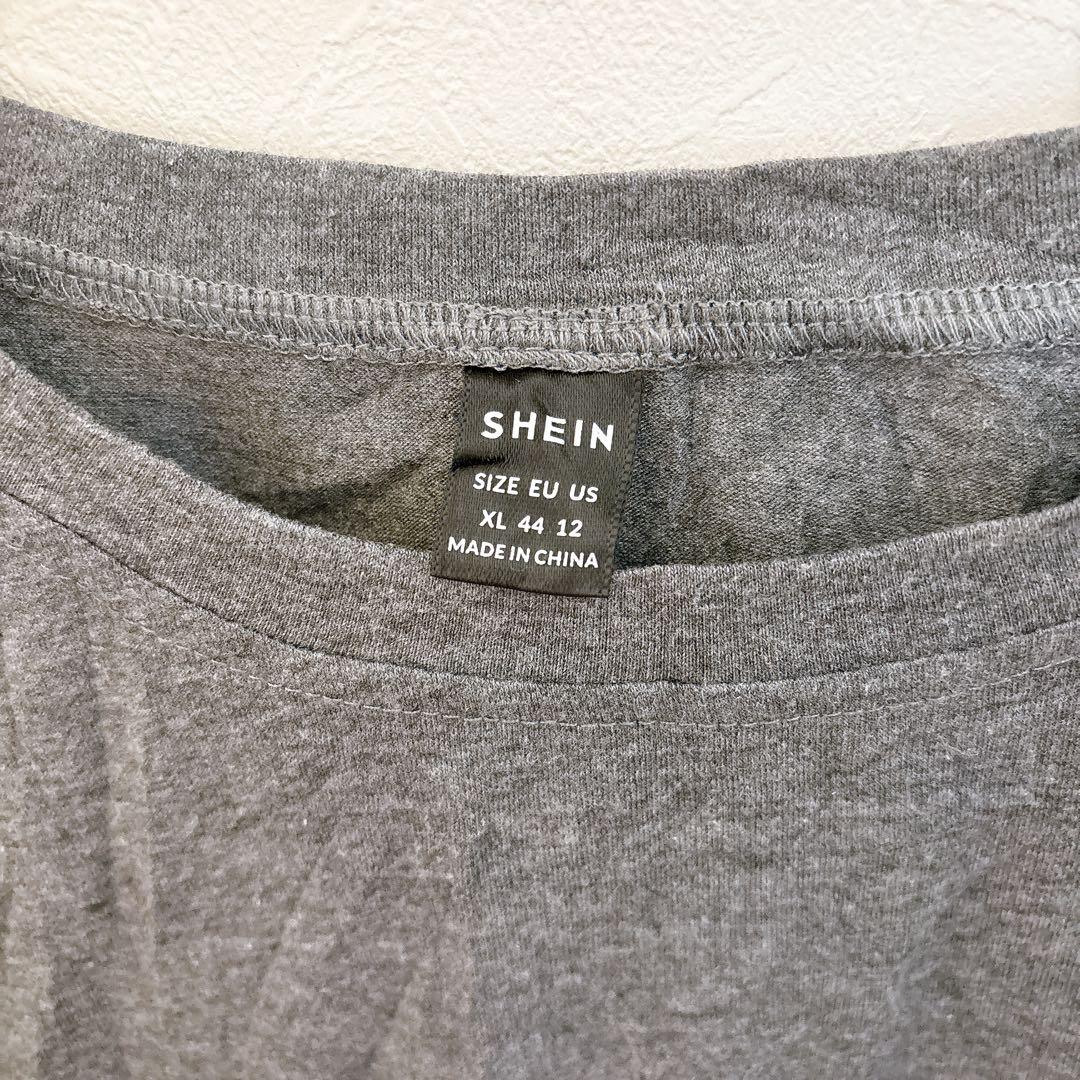 SHEIN
SIZE EU US
XL 44 12
MADE IN CHINA